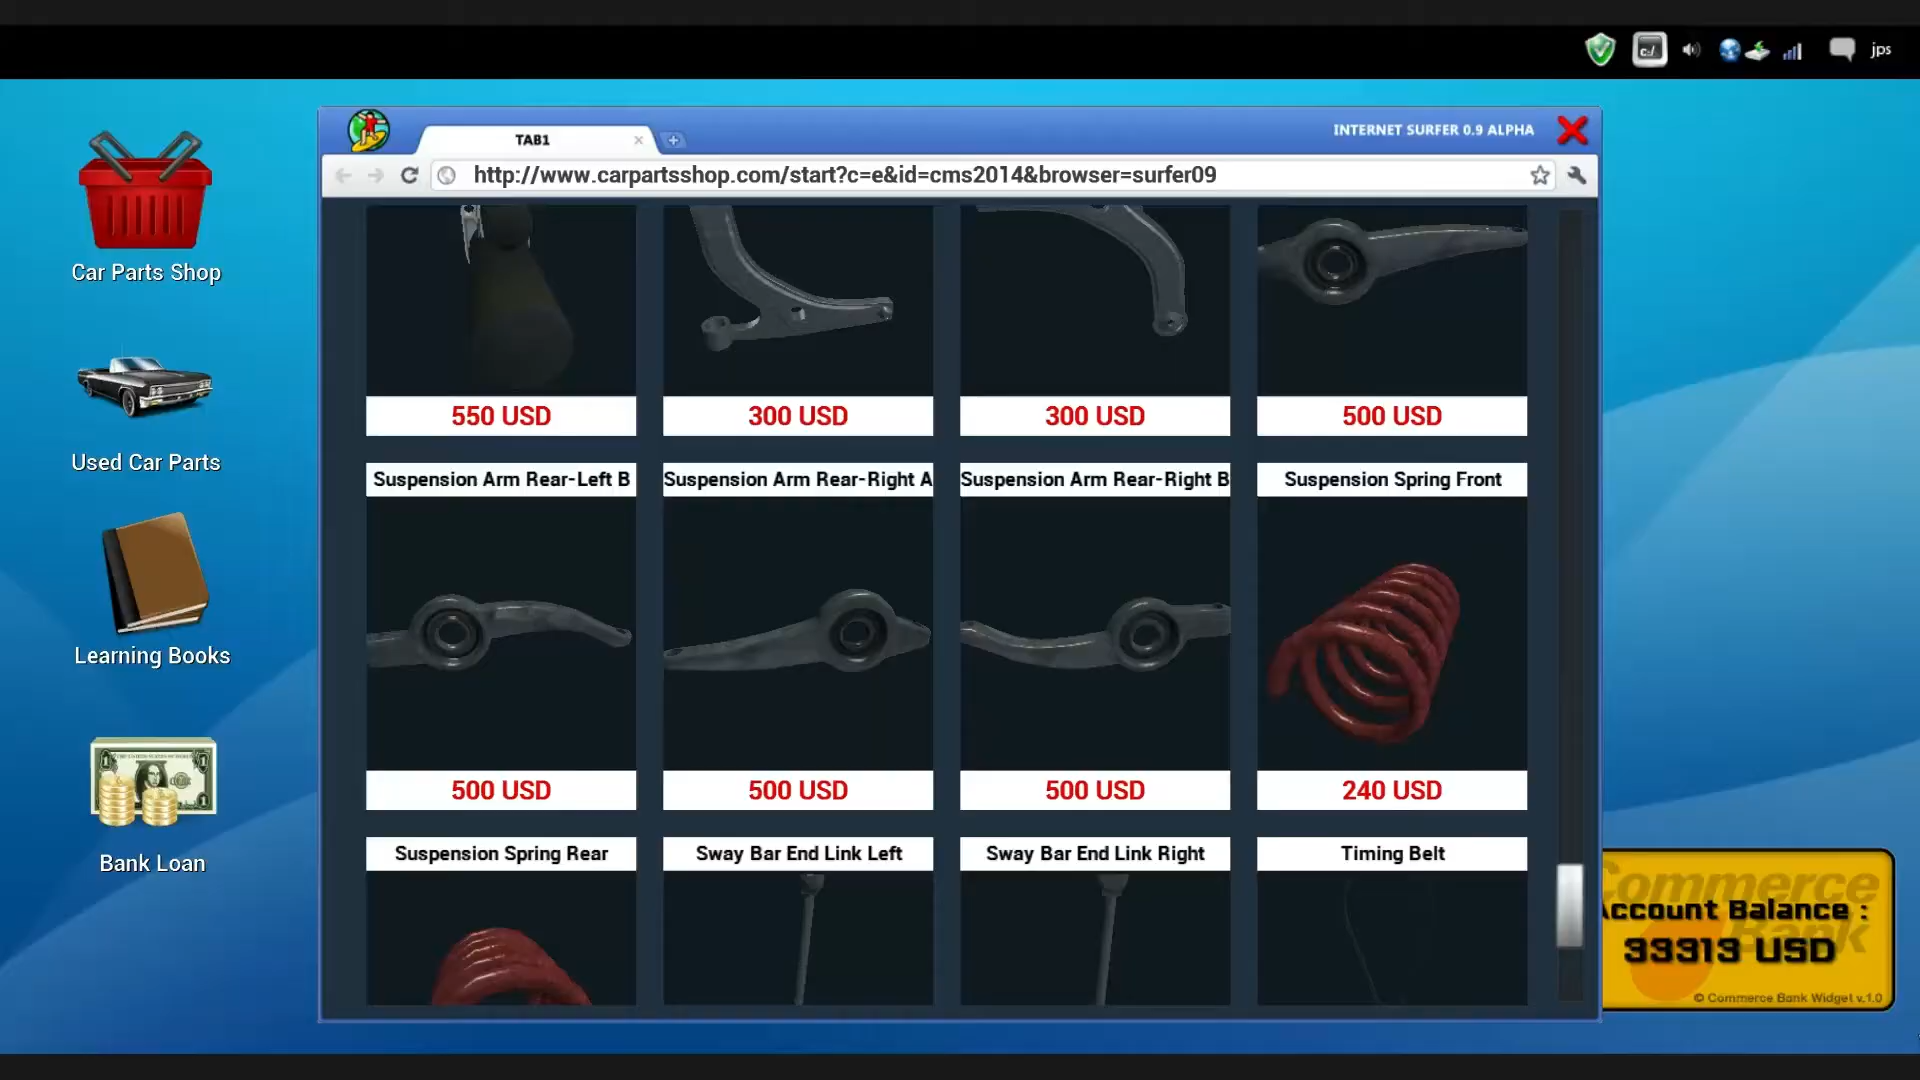 jps
TAB1
INTERNET SURFER 0.9 ALPHA
http://www.carpartsshop.com/start?c=e&id=cms2014&browser=surfer09
Car Parts Shop
Used Car Parts
Learning Books
Bank Loan
550 USD
300 USD
300 USD
500 USD
Suspension Arm Rear-Left B
Suspension Arm Rear-Right A
Suspension Arm Rear-Right B
Suspension Spring Front
500 USD
500 USD
500 USD
240 USD
Suspension Spring Rear
Sway Bar End Link Left
Sway Bar End Link Right
Timing Belt
Commerce
Bank
Account Balance :
33313 USD
© Commerce Bank Widget v.1.0